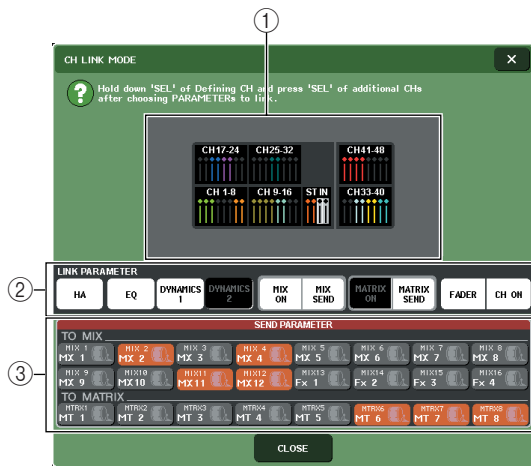 ①
CH LINK MODE
×
? Hold down 'SEL' of Defining CH and press 'SEL' of additional CHs
after choosing PARAMETERs to link.
CH17-24 CH25-32 CH41-48
CH 1-8 CH 9-16 ST IN CH33-40
②
LINK PARAMETER
HA EQ DYNAMICS 1 DYNAMICS 2 MIX ON MIX SEND MATRIX ON MATRIX SEND FADER CH ON
③
SEND PARAMETER
TO MIX
MIX 1 MIX 2 MIX 3 MIX 4 MIX 5 MIX 6 MIX 7 MIX 8
MX 1 MX 2 MX 3 MX 4 MX 5 MX 6 MX 7 MX 8
MIX 9 MIX10 MIX11 MIX12 MIX13 MIX14 MIX15 MIX16
MX 9 MX10 MX11 MX12 Fx 1 Fx 2 Fx 3 Fx 4
TO MATRIX
MTRX1 MTRX2 MTRX3 MTRX4 MTRX5 MTRX6 MTRX7 MTRX8
MT 1 MT 2 MT 3 MT 4 MT 5 MT 6 MT 7 MT 8
CLOSE